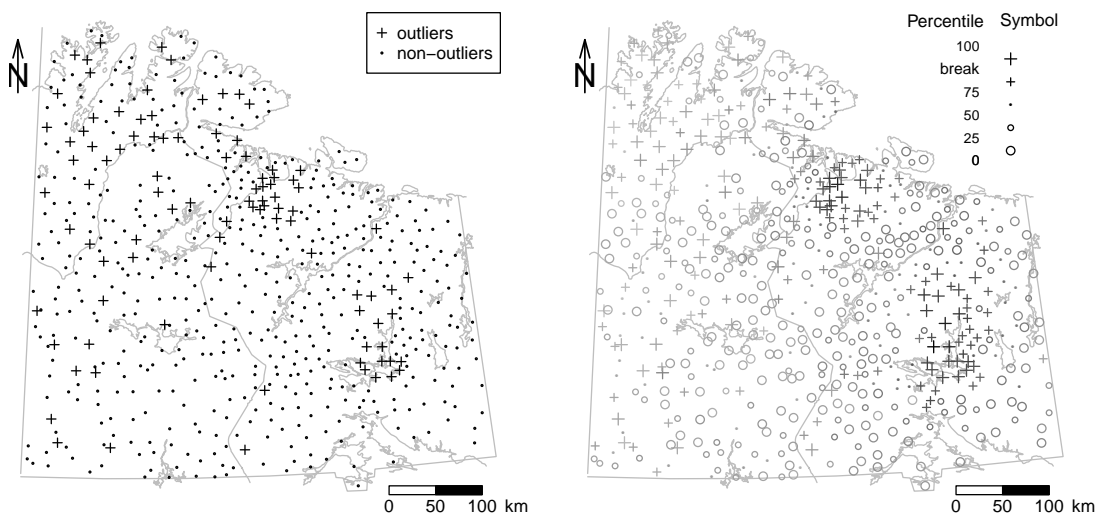 N
+ outliers
• non−outliers
0 50 100 km
N
Percentile Symbol
100
break
75
50
25
0
0 50 100 km